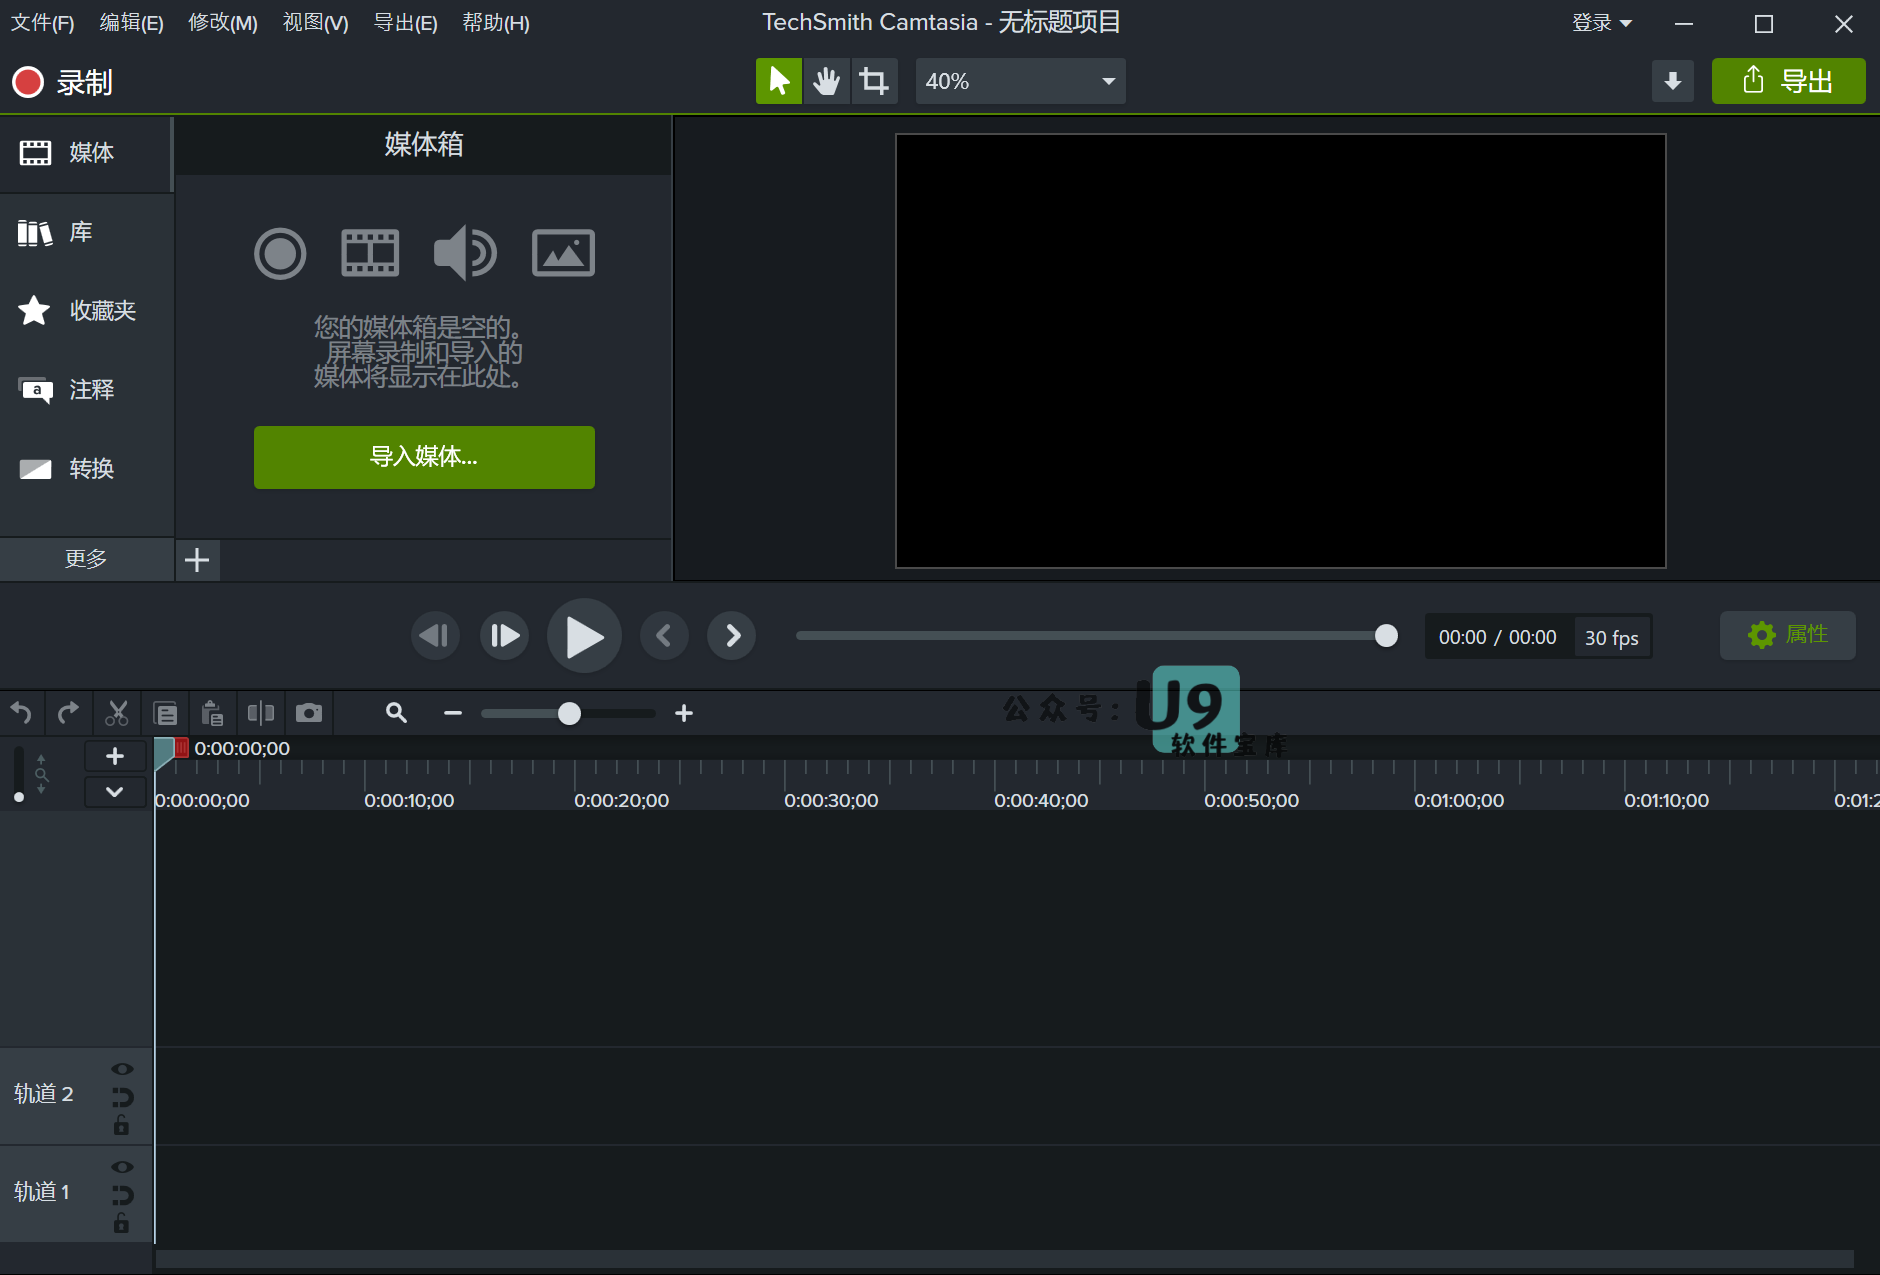 文件(F) 编辑(E) 修改(M) 视图(V) 导出(E) 帮助(H) TechSmith Camtasia - 无标题项目 登录
录制 40% 导出
媒体
媒体箱
库
收藏夹
注释
a
转换
更多
您的媒体箱是空的。
屏幕录制和导入的
媒体将显示在此处。
导入媒体...
00:00 / 00:00 30 fps 属性
公众号：U9
软件宝库
0:00:00;00
0:00:00;00 0:00:10;00 0:00:20;00 0:00:30;00 0:00:40;00 0:00:50;00 0:01:00;00 0:01:10;00 0:01:2
轨道 2
轨道 1